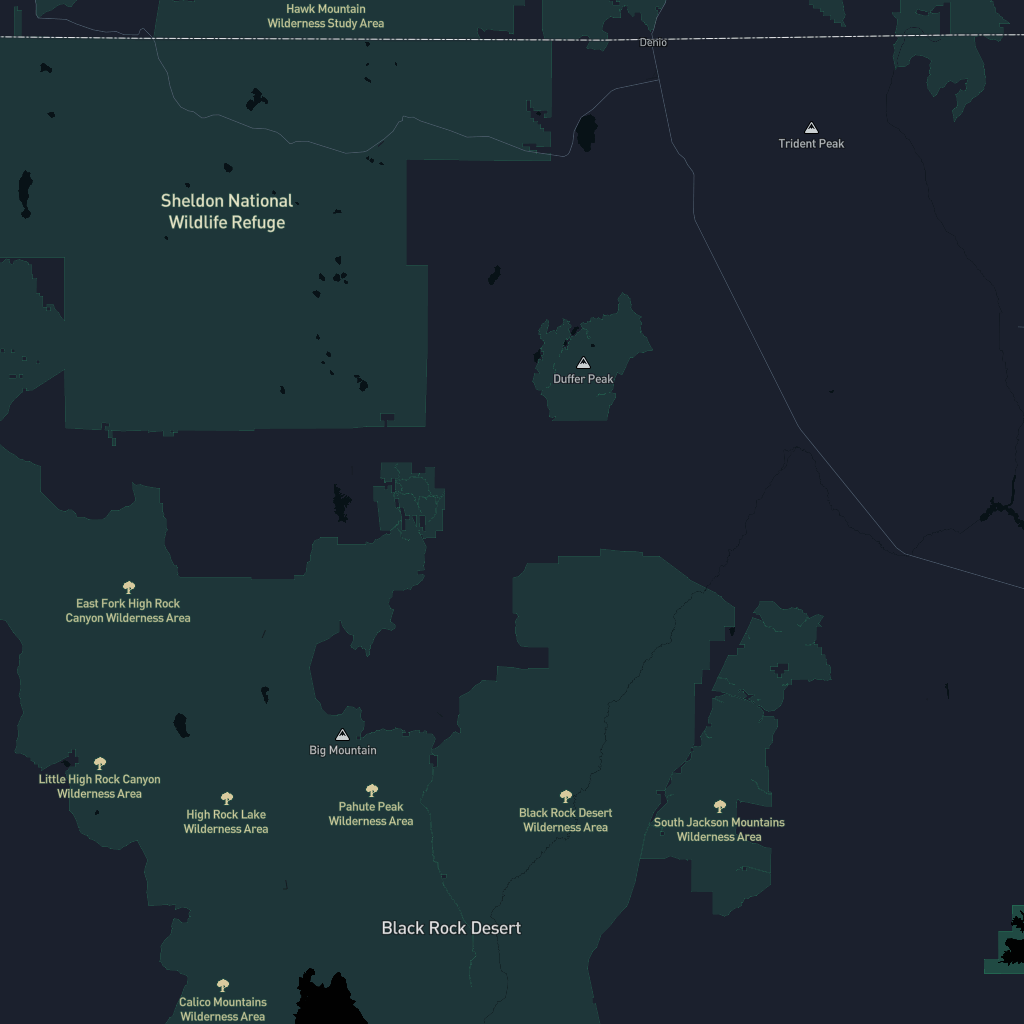 Hawk Mountain
Wilderness Study Area
Denio
Trident Peak
Sheldon National
Wildlife Refuge
Duffer Peak
East Fork High Rock
Canyon Wilderness Area
Big Mountain
Little High Rock Canyon
Wilderness Area
High Rock Lake
Wilderness Area
Pahute Peak
Wilderness Area
Black Rock Desert
Wilderness Area
South Jackson Mountains
Wilderness Area
Black Rock Desert
Calico Mountains
Wilderness Area